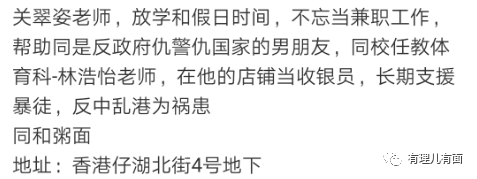 关翠姿老师，放学和假日时间，不忘当兼职工作，
帮助同是反政府仇警仇国家的男朋友，同校任教体
育科-林浩怡老师，在他的店铺当收银员，长期支援
暴徒，反中乱港为祸患
同和粥面
地址：香港仔湖北街4号地下
有理儿有面